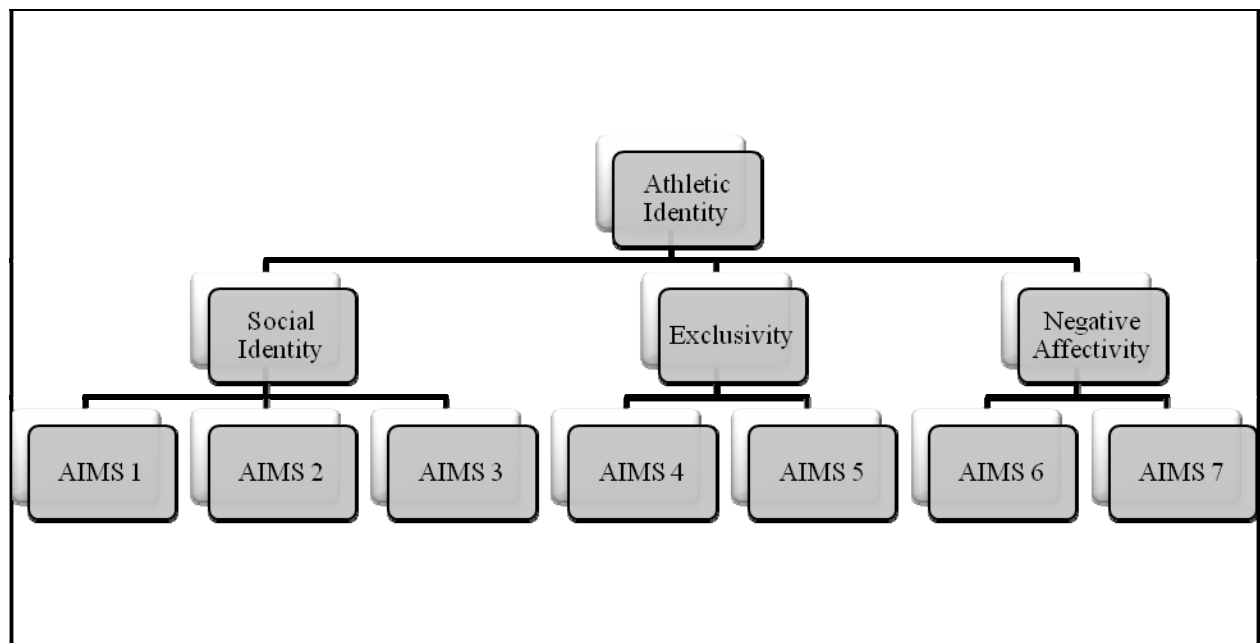 Athletic
Identity
Social
Identity
Exclusivity
Negative
Affectivity
AIMS 1
AIMS 2
AIMS 3
AIMS 4
AIMS 5
AIMS 6
AIMS 7